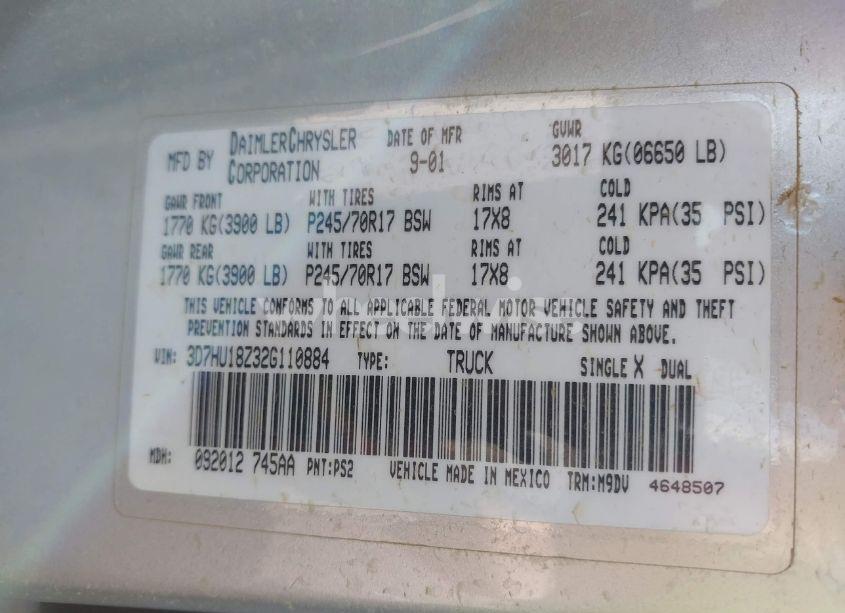 MFD BY DAIMLERCHRYSLER CORPORATION DATE OF MFR 9-01 GVWR 3017 KG(06650 LB)
GAWR FRONT WITH TIRES RIMS AT COLD
1770 KG(3900 LB) P245/70R17 BSW 17X8 241 KPA(35 PSI)
GAWR REAR WITH TIRES RIMS AT COLD
1770 KG(3900 LB) P245/70R17 BSW 17X8 241 KPA(35 PSI)
THIS VEHICLE CONFORMS TO ALL APPLICABLE FEDERAL MOTOR VEHICLE SAFETY AND THEFT
PREVENTION STANDARDS IN EFFECT ON THE DATE OF MANUFACTURE SHOWN ABOVE.
VIN: 3D7HU18Z32G110884 TYPE: TRUCK SINGLE X DUAL
MDH: 092012 745AA PNT:PS2 VEHICLE MADE IN MEXICO TRM:M9DV 4648507